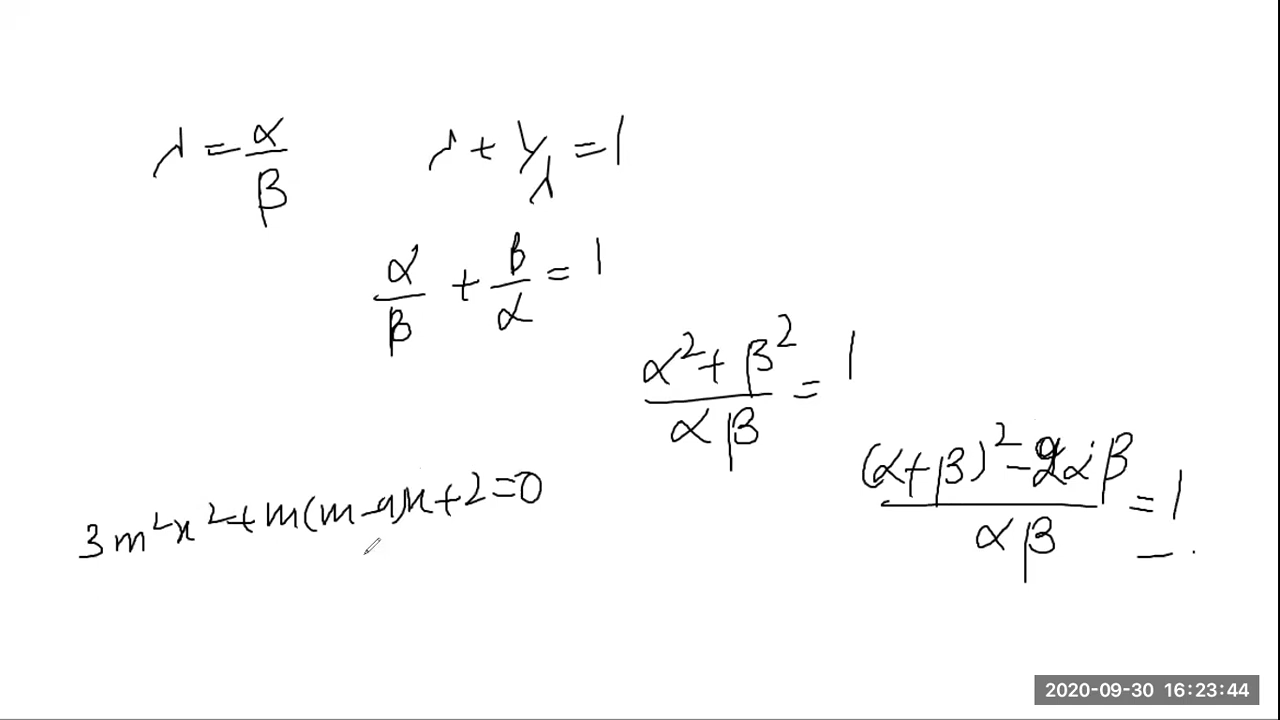 λ = α/β
λ + 1/λ = 1
α/β + β/α = 1
(α² + β²)/(αβ) = 1
((α+β)² - 2αβ)/(αβ) = 1
3m²x² + m(m-4)x + 2 = 0
2020-09-30 16:23:44